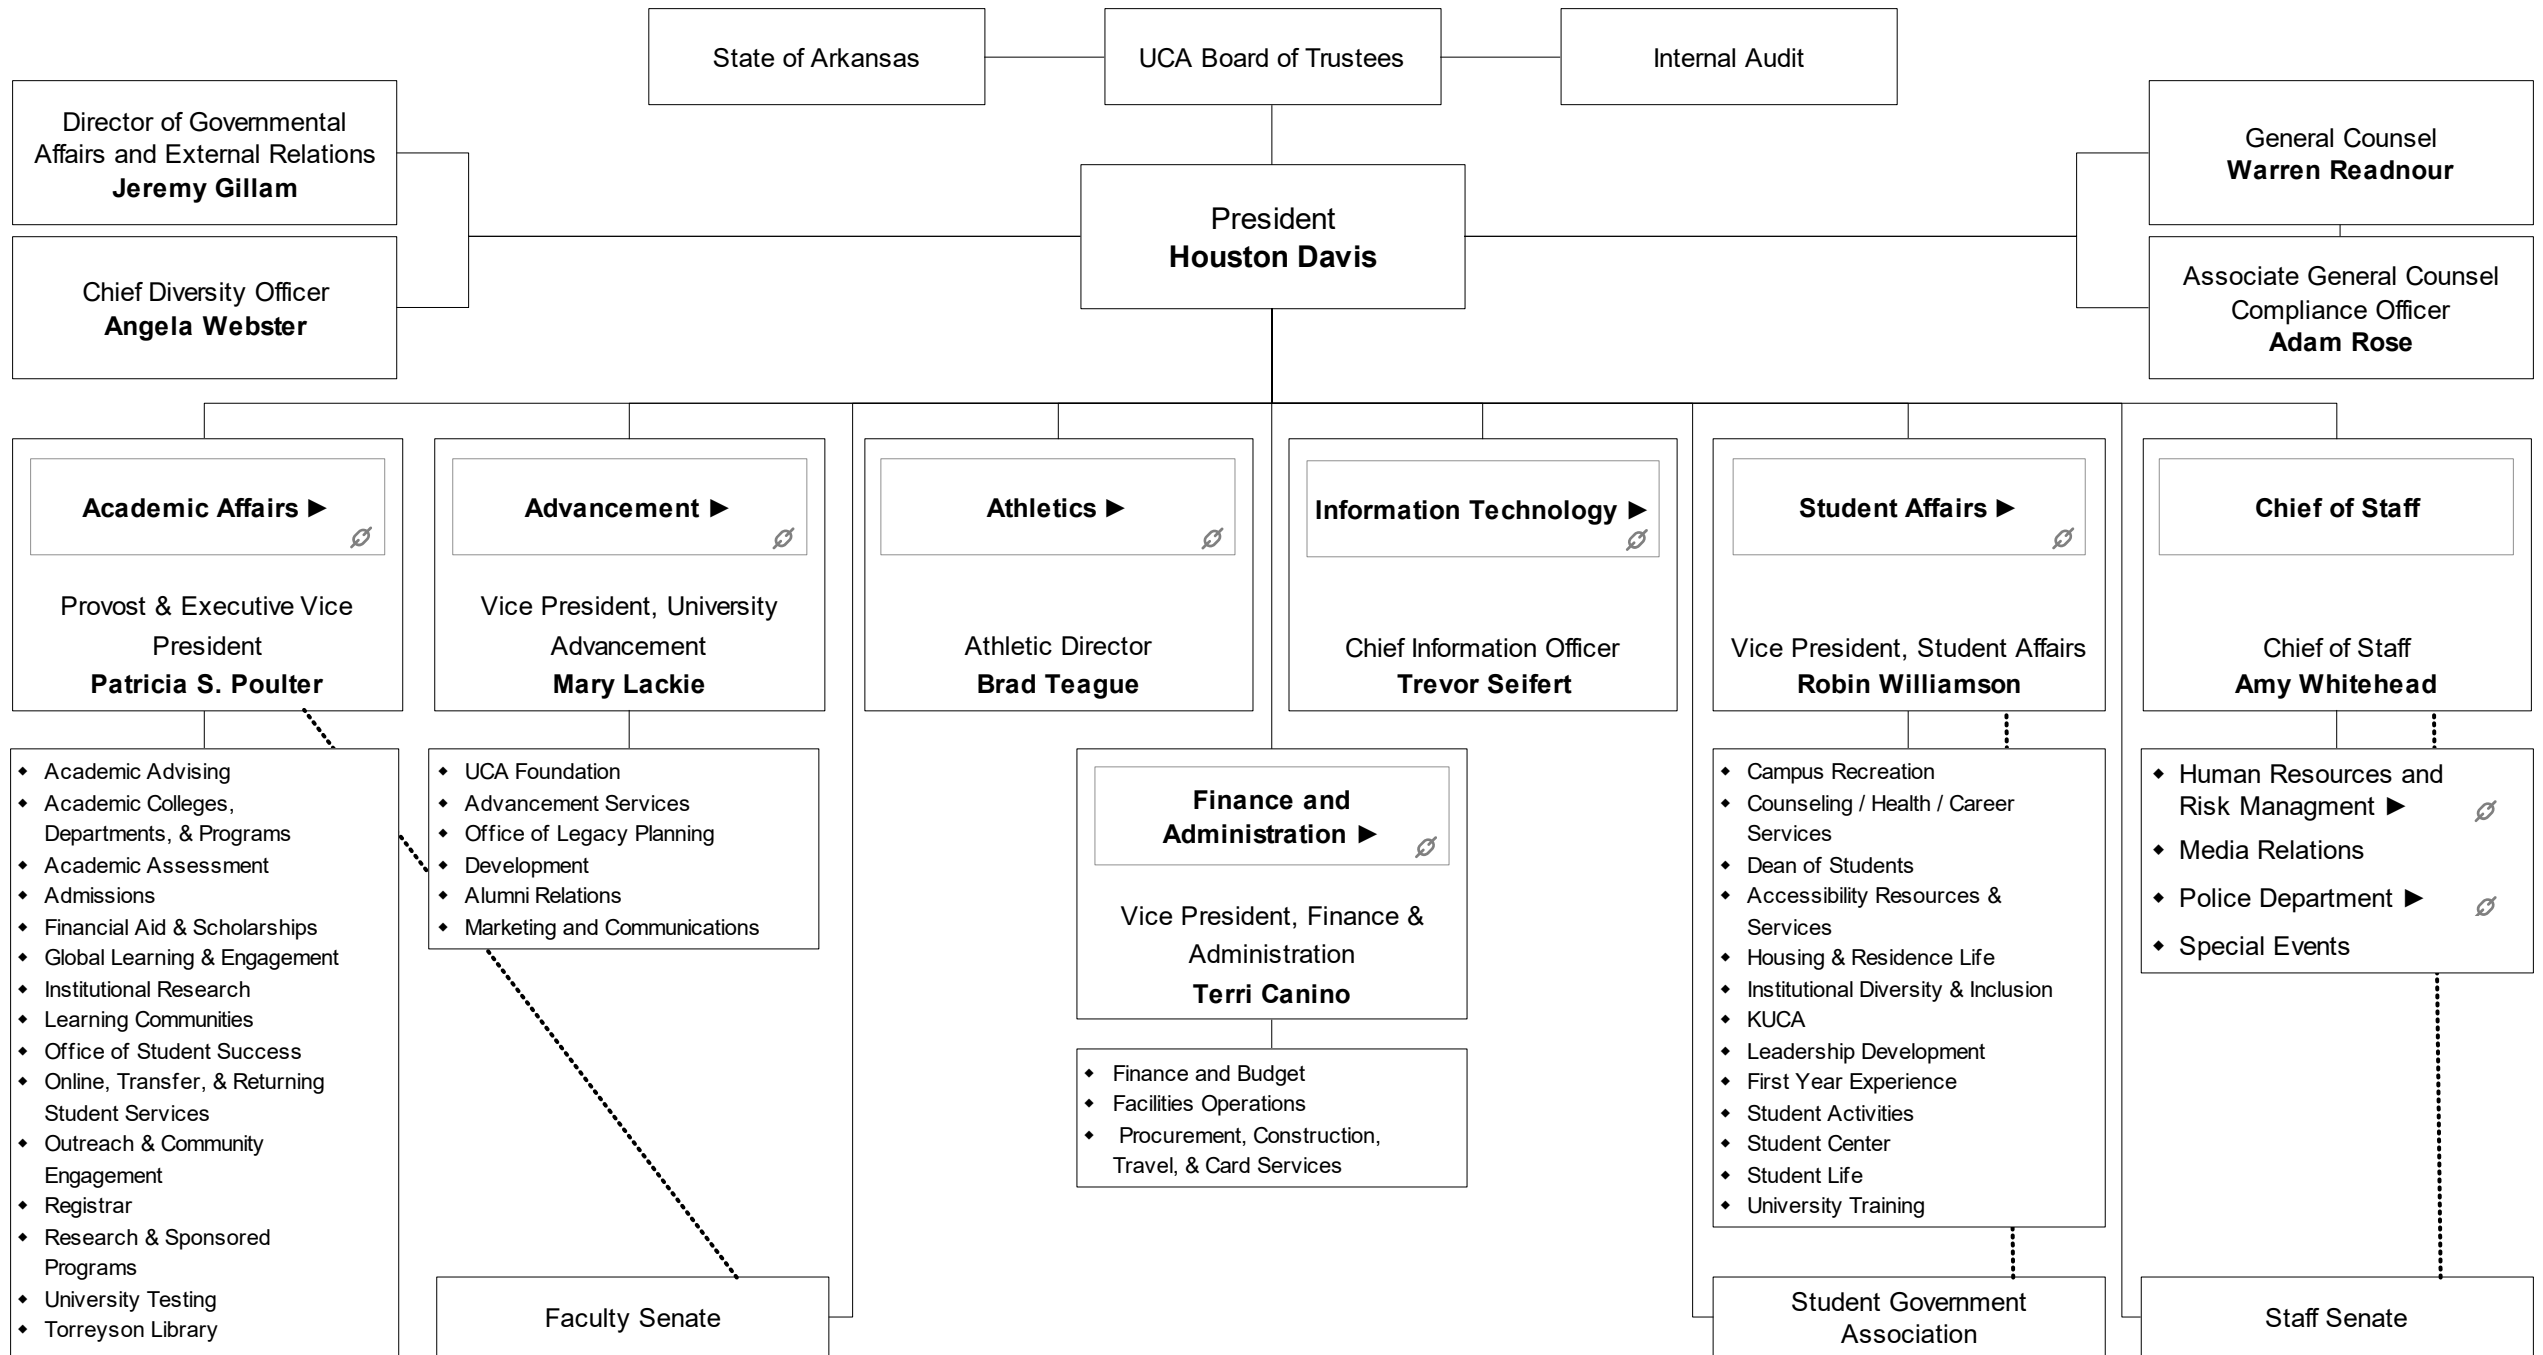 State of Arkansas
UCA Board of Trustees
Internal Audit
Director of Governmental
Affairs and External Relations
Jeremy Gillam
Chief Diversity Officer
Angela Webster
President
Houston Davis
General Counsel
Warren Readnour
Associate General Counsel
Compliance Officer
Adam Rose
Academic Affairs ►
Provost & Executive Vice
President
Patricia S. Poulter
Advancement ►
Vice President, University
Advancement
Mary Lackie
Athletics ►
Athletic Director
Brad Teague
Information Technology ►
Chief Information Officer
Trevor Seifert
Student Affairs ►
Vice President, Student Affairs
Robin Williamson
Chief of Staff
Chief of Staff
Amy Whitehead
◆ Academic Advising
◆ Academic Colleges,
Departments, & Programs
◆ Academic Assessment
◆ Admissions
◆ Financial Aid & Scholarships
◆ Global Learning & Engagement
◆ Institutional Research
◆ Learning Communities
◆ Office of Student Success
◆ Online, Transfer, & Returning
Student Services
◆ Outreach & Community
Engagement
◆ Registrar
◆ Research & Sponsored
Programs
◆ University Testing
◆ Torreyson Library
◆ UCA Foundation
◆ Advancement Services
◆ Office of Legacy Planning
◆ Development
◆ Alumni Relations
◆ Marketing and Communications
Finance and
Administration ►
Vice President, Finance &
Administration
Terri Canino
◆ Finance and Budget
◆ Facilities Operations
◆ Procurement, Construction,
Travel, & Card Services
◆ Campus Recreation
◆ Counseling / Health / Career
Services
◆ Dean of Students
◆ Accessibility Resources &
Services
◆ Housing & Residence Life
◆ Institutional Diversity & Inclusion
◆ KUCA
◆ Leadership Development
◆ First Year Experience
◆ Student Activities
◆ Student Center
◆ Student Life
◆ University Training
◆ Human Resources and
Risk Managment ►
◆ Media Relations
◆ Police Department ►
◆ Special Events
Faculty Senate
Student Government
Association
Staff Senate